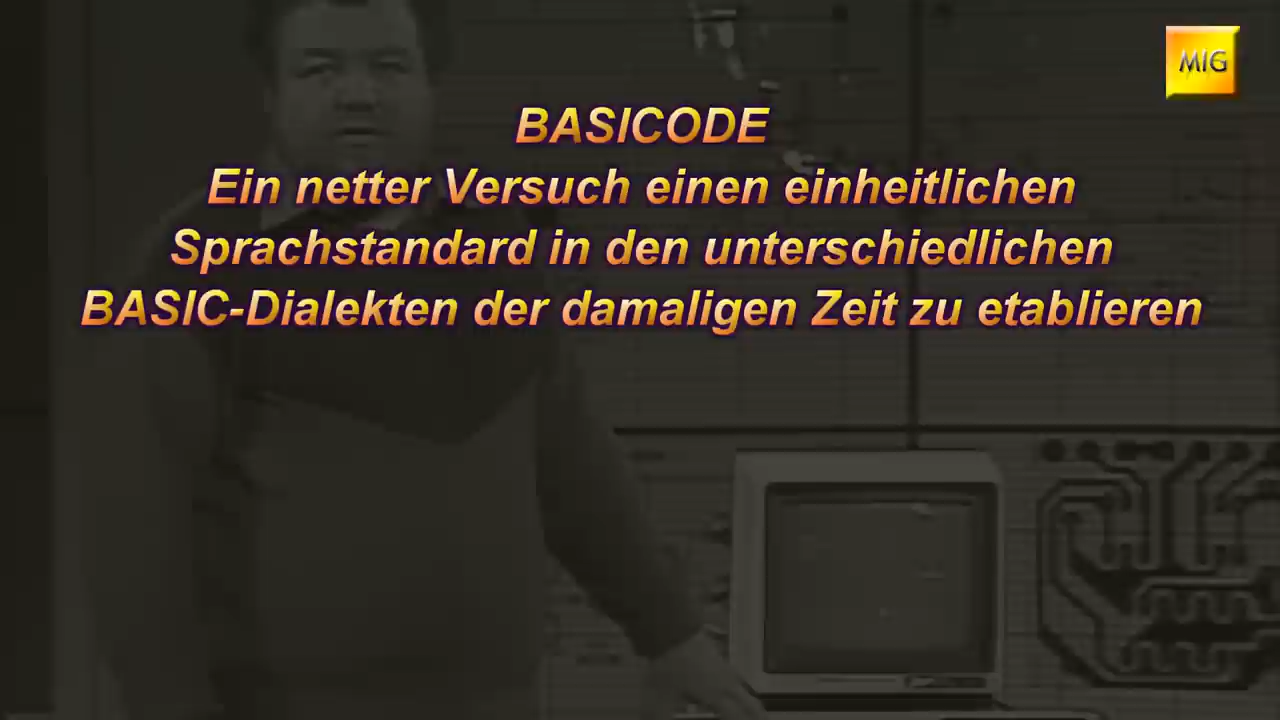 MIG
BASICODE
Ein netter Versuch einen einheitlichen
Sprachstandard in den unterschiedlichen
BASIC-Dialekten der damaligen Zeit zu etablieren